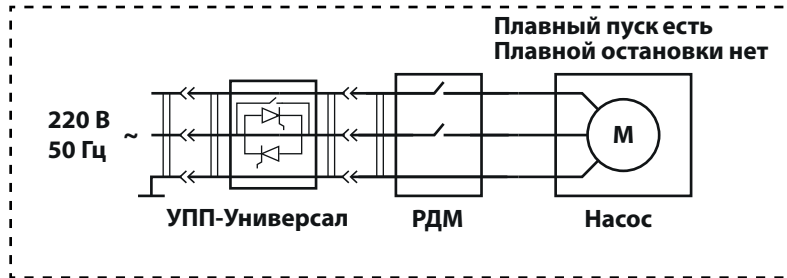 Плавный пуск есть
Плавной остановки нет
220 В
50 Гц
~
М
УПП-Универсал
РДМ
Насос